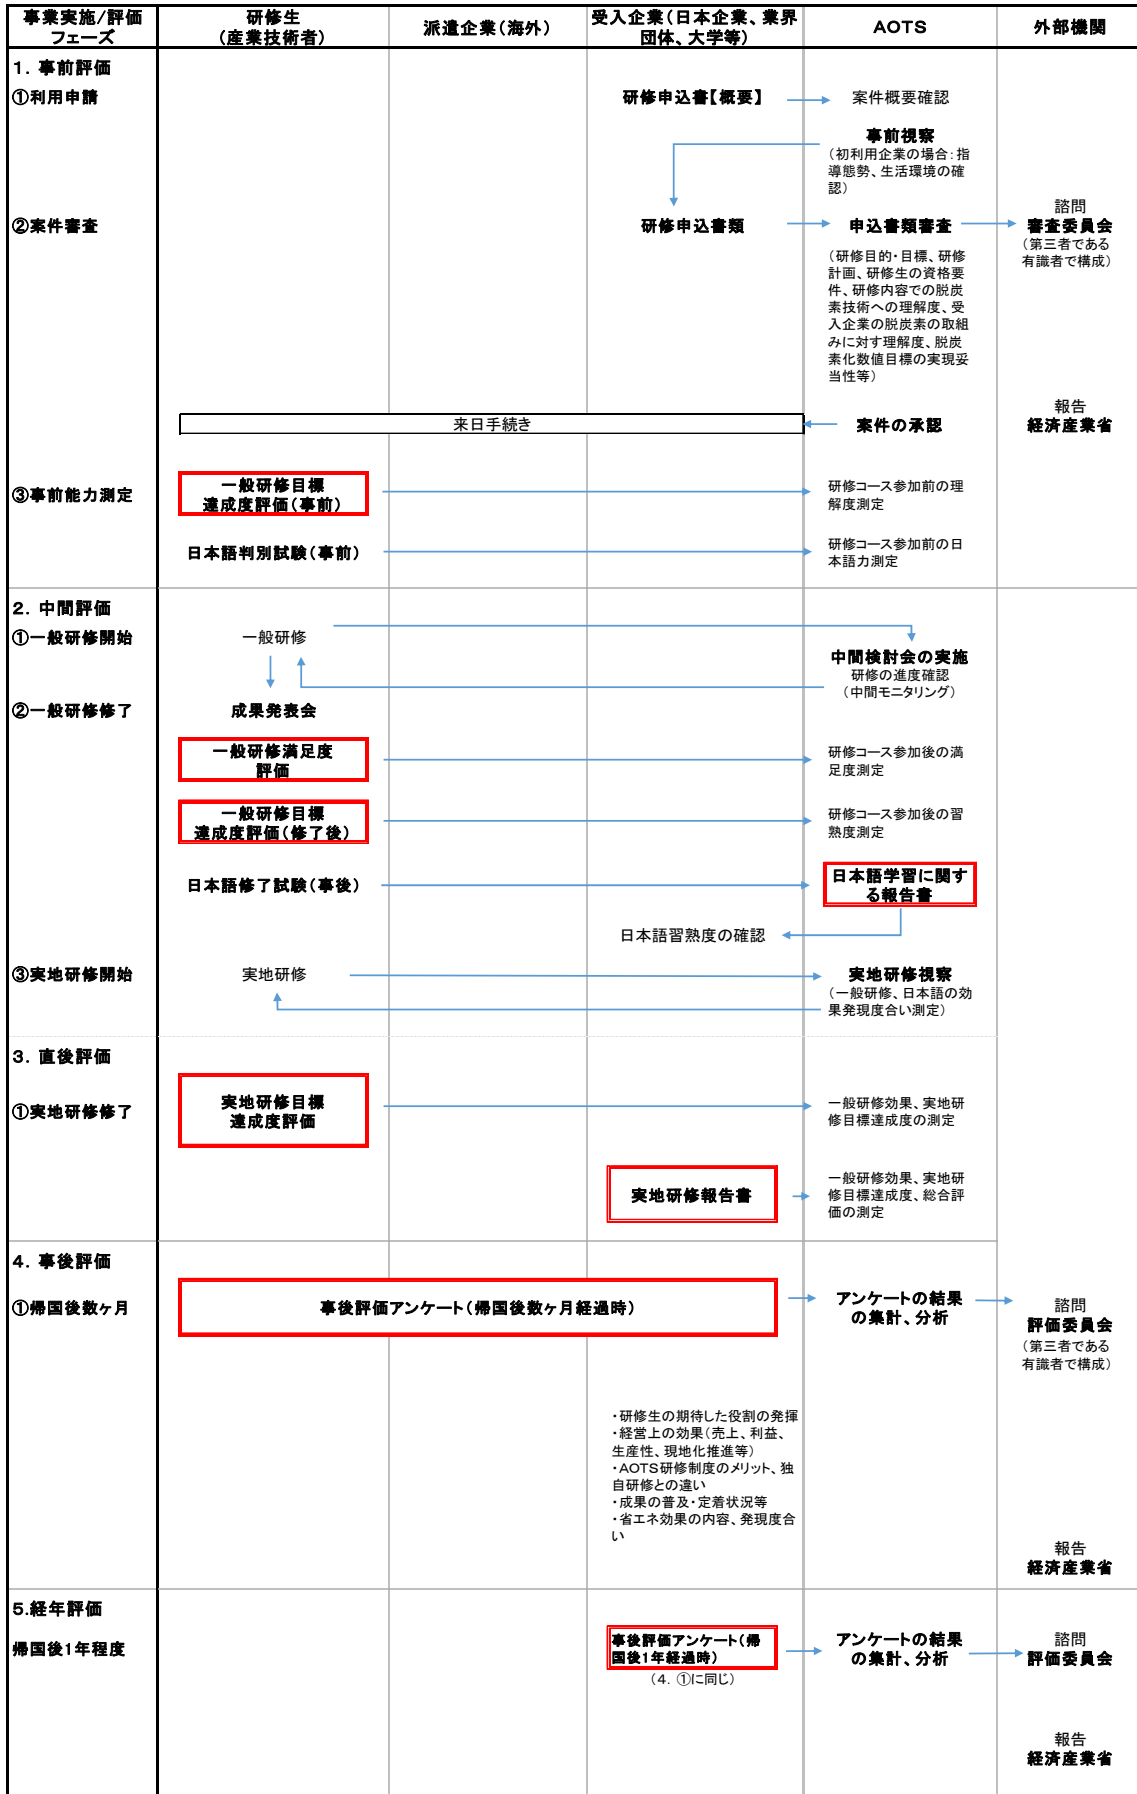 事業実施/評価
フェーズ
研修生
(産業技術者)
派遣企業(海外)
受入企業(日本企業、業界
団体、大学等)
AOTS
外部機関
1. 事前評価
①利用申請
研修申込書【概要】
案件概要確認
事前視察
(初利用企業の場合:指
導態勢、生活環境の確
認)
②案件審査
研修申込書類
申込書類審査
(研修目的・目標、研修
計画、研修生の資格要
件、研修内容での脱炭
素技術への理解度、受
入企業の脱炭素の取組
みに対す理解度、脱炭
素化数値目標の実現妥
当性等)
諮問
審査委員会
(第三者である
有識者で構成)
来日手続き
案件の承認
報告
経済産業省
③事前能力測定
一般研修目標
達成度評価(事前)
研修コース参加前の理
解度測定
日本語判別試験(事前)
研修コース参加前の日
本語力測定
2. 中間評価
①一般研修開始
一般研修
中間検討会の実施
研修の進度確認
(中間モニタリング)
②一般研修修了
成果発表会
一般研修満足度
評価
研修コース参加後の満
足度測定
一般研修目標
達成度評価(修了後)
研修コース参加後の習
熟度測定
日本語修了試験(事後)
日本語学習に関す
る報告書
日本語習熟度の確認
③実地研修開始
実地研修
実地研修視察
(一般研修、日本語の効
果発現度合い測定)
3. 直後評価
①実地研修修了
実地研修目標
達成度評価
一般研修効果、実地研
修目標達成度の測定
実地研修報告書
一般研修効果、実地研
修目標達成度、総合評
価の測定
4. 事後評価
①帰国後数ヶ月
事後評価アンケート(帰国後数ヶ月経過時)
アンケートの結果
の集計、分析
諮問
評価委員会
(第三者である
有識者で構成)
・研修生の期待した役割の発揮
・経営上の効果(売上、利益、
生産性、現地化推進等)
・AOTS研修制度のメリット、独
自研修との違い
・成果の普及・定着状況等
・省エネ効果の内容、発現度合
い
報告
経済産業省
5.経年評価
帰国後1年程度
事後評価アンケート(帰
国後1年経過時)
(4. ①に同じ)
アンケートの結果
の集計、分析
諮問
評価委員会
報告
経済産業省